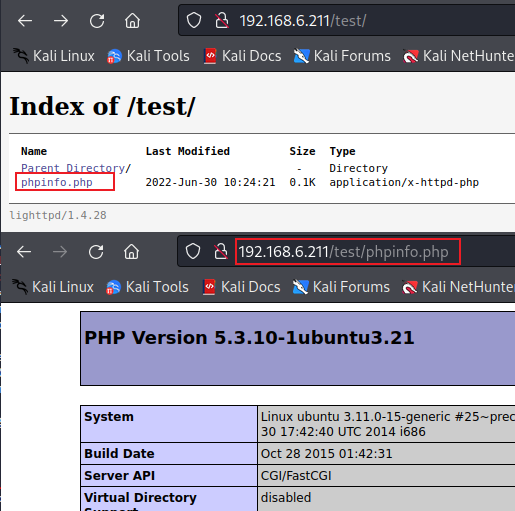 192.168.6.211/test/
Kali Linux Kali Tools Kali Docs Kali Forums Kali NetHunte
Index of /test/
Name Last Modified Size Type
Parent Directory/ - Directory
phpinfo.php 2022-Jun-30 10:24:21 0.1K application/x-httpd-php
lighttpd/1.4.28
192.168.6.211/test/phpinfo.php
Kali Linux Kali Tools Kali Docs Kali Forums Kali NetHunte
PHP Version 5.3.10-1ubuntu3.21
System Linux ubuntu 3.11.0-15-generic #25~prec
30 17:42:40 UTC 2014 i686
Build Date Oct 28 2015 01:42:31
Server API CGI/FastCGI
Virtual Directory disabled